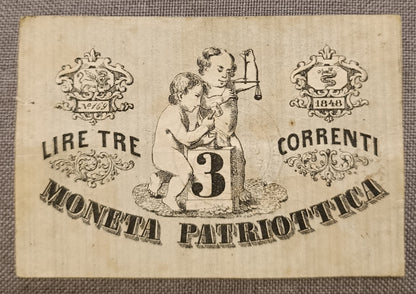 1848
LIRE TRE
CORRENTI
3
MONETA PATRIOTTICA